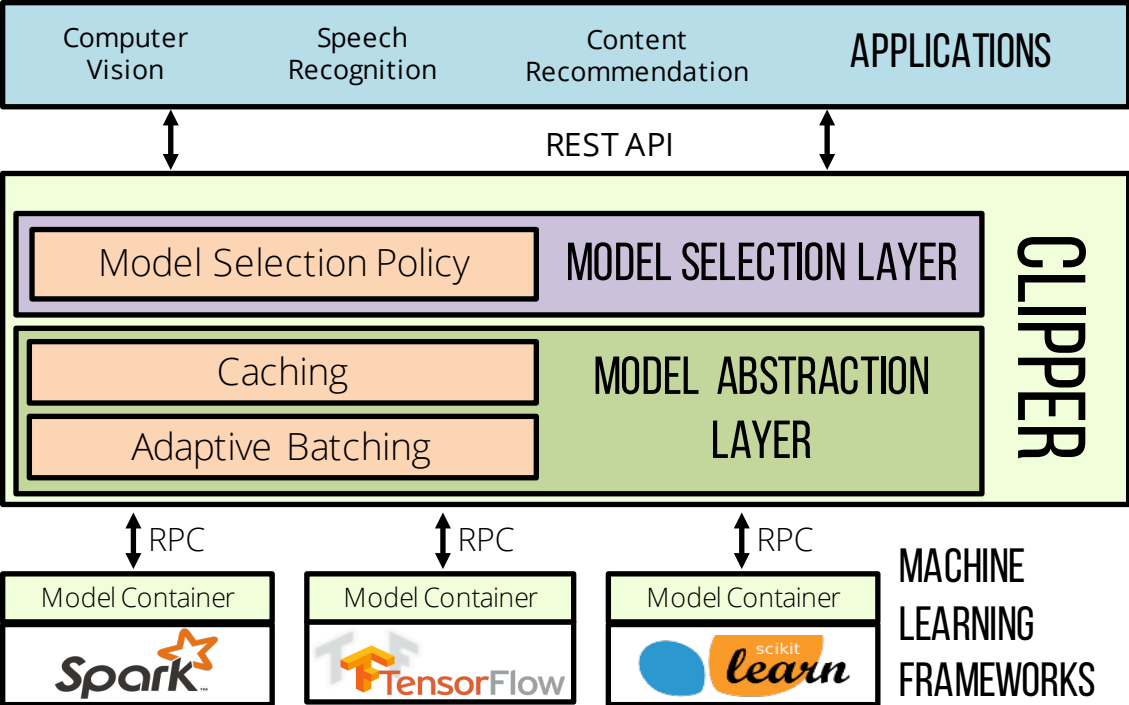 Computer
Vision
Speech
Recognition
Content
Recommendation
APPLICATIONS
REST API
Model Selection Policy
MODEL SELECTION LAYER
Caching
Adaptive Batching
MODEL ABSTRACTION
LAYER
CLIPPER
RPC
RPC
RPC
Model Container
Model Container
Model Container
Spark™
TensorFlow
scikit
learn
MACHINE
LEARNING
FRAMEWORKS